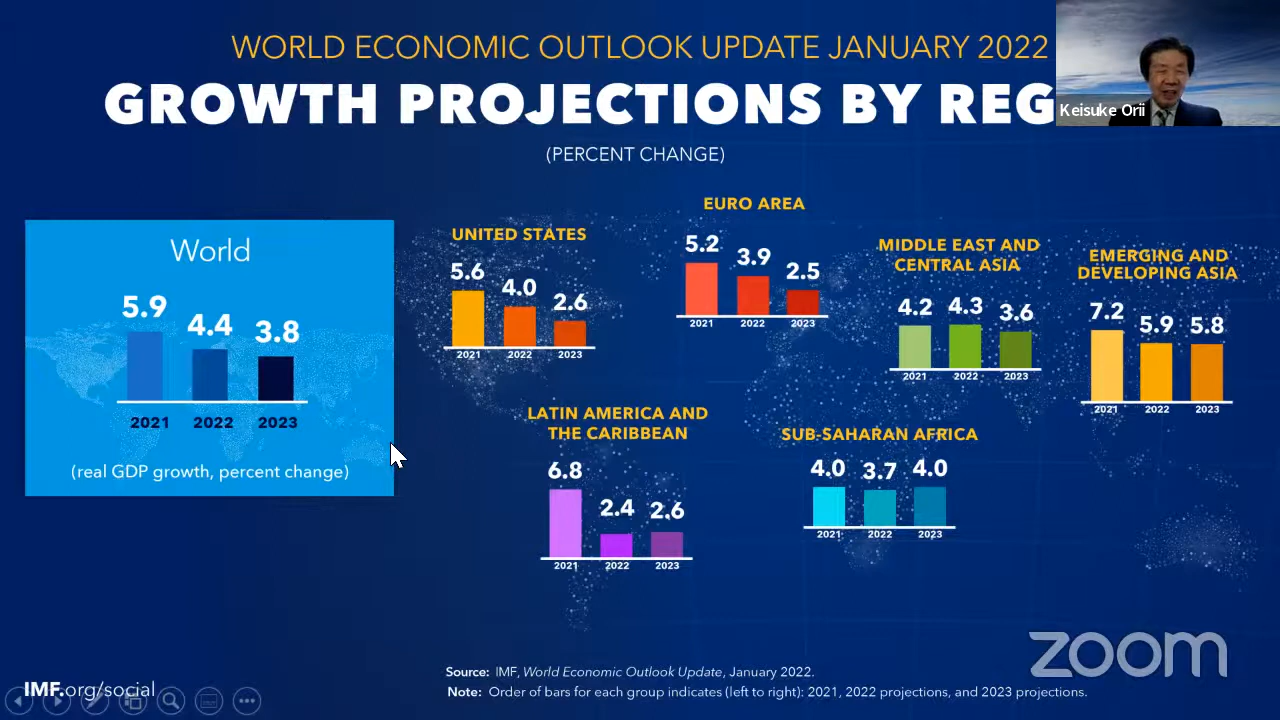 WORLD ECONOMIC OUTLOOK UPDATE JANUARY 2022
GROWTH PROJECTIONS BY REG
(PERCENT CHANGE)
Keisuke Orii
World
5.9
4.4
3.8
2021 2022 2023
(real GDP growth, percent change)
UNITED STATES
5.6
4.0
2.6
2021 2022 2023
EURO AREA
5.2
3.9
2.5
2021 2022 2023
MIDDLE EAST AND
CENTRAL ASIA
4.2 4.3 3.6
2021 2022 2023
EMERGING AND
DEVELOPING ASIA
7.2
5.9 5.8
2021 2022 2023
LATIN AMERICA AND
THE CARIBBEAN
6.8
2.4 2.6
2021 2022 2023
SUB-SAHARAN AFRICA
4.0 3.7 4.0
2021 2022 2023
zoom
Source: IMF, World Economic Outlook Update, January 2022.
Note: Order of bars for each group indicates (left to right): 2021, 2022 projections, and 2023 projections.
IMF.org/social